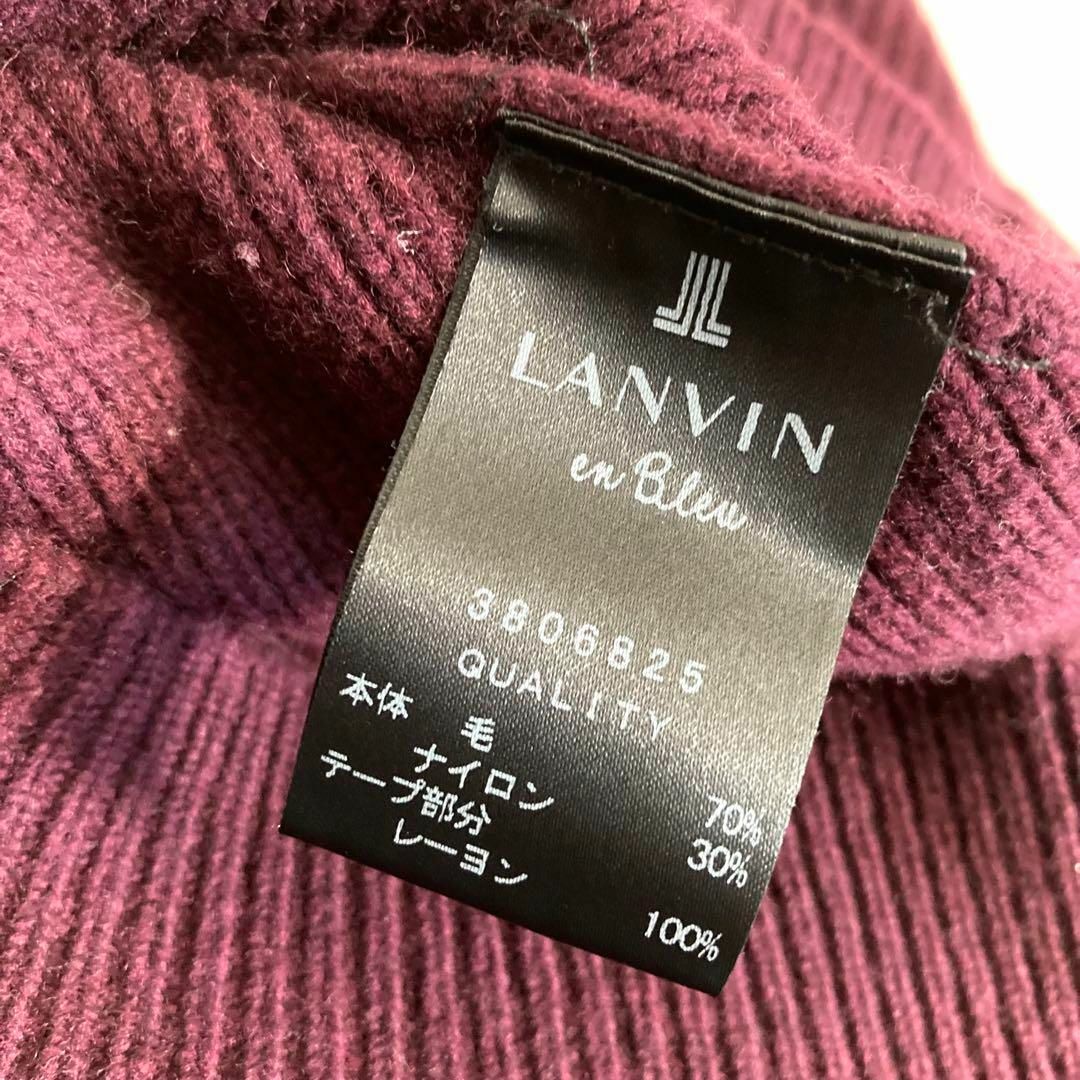 LANVIN
en Bleu
3806825
QUALITY
本体 毛 70%
ナイロン 30%
テープ部分
レーヨン 100%